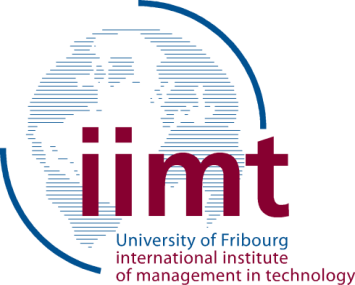 iimt
University of Fribourg
international institute
of management in technology